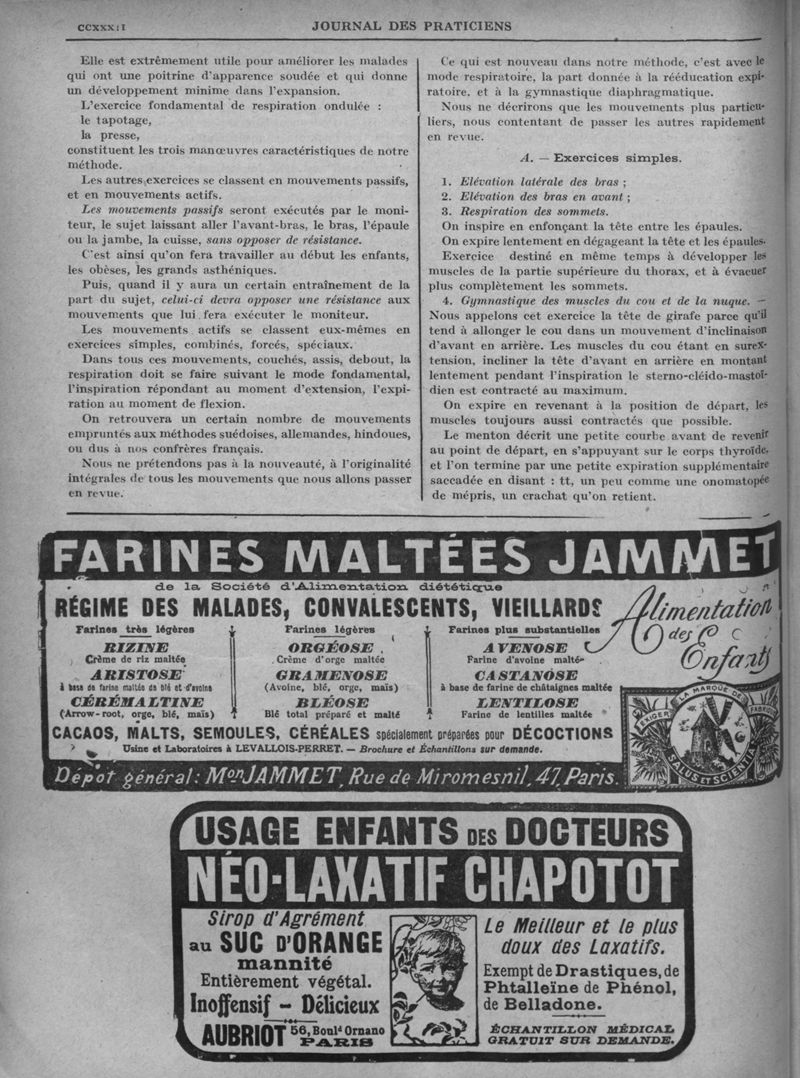 CCXXXII
JOURNAL DES PRATICIENS
Elle est extrêmement utile pour améliorer les malades
qui ont une poitrine d'apparence soudée et qui donne
un développement minime dans l'expansion.
L'exercice fondamental de respiration ondulée :
le tapotage,
la presse,
constituent les trois manœuvres caractéristiques de notre
méthode.
Les autres exercices se classent en mouvements passifs,
et en mouvements actifs.
Les mouvements passifs seront exécutés par le moni-
teur, le sujet laissant aller l'avant-bras, le bras, l'épaule
ou la jambe, la cuisse, sans opposer de résistance.
C'est ainsi qu'on fera travailler au début les enfants,
les obèses, les grands asthéniques.
Puis, quand il y aura un certain entraînement de la
part du sujet, celui-ci devra opposer une résistance aux
mouvements que lui fera exécuter le moniteur.
Les mouvements actifs se classent eux-mêmes en
exercices simples, combinés, forcés, spéciaux.
Dans tous ces mouvements, couchés, assis, debout, la
respiration doit se faire suivant le mode fondamental,
l'inspiration répondant au moment d'extension, l'expi-
ration au moment de flexion.
On retrouvera un certain nombre de mouvements
empruntés aux méthodes suédoises, allemandes, hindoues,
ou dus à nos confrères français.
Nous ne prétendons pas à la nouveauté, à l'originalité
intégrales de tous les mouvements que nous allons passer
en revue.
Ce qui est nouveau dans notre méthode, c'est avec le
mode respiratoire, la part donnée à la rééducation expi-
ratoire, et à la gymnastique diaphragmatique.
Nous ne décrirons que les mouvements plus particu-
liers, nous contentant de passer les autres rapidement
en revue.
A. — Exercices simples.
1. Elévation latérale des bras ;
2. Elévation des bras en avant ;
3. Respiration des sommets.
On inspire en enfonçant la tête entre les épaules.
On expire lentement en dégageant la tête et les épaules.
Exercice destiné en même temps à développer les
muscles de la partie supérieure du thorax, et à évacuer
plus complètement les sommets.
4. Gymnastique des muscles du cou et de la nuque. —
Nous appelons cet exercice la tête de girafe parce qu'il
tend à allonger le cou dans un mouvement d'inclinaison
d'avant en arrière. Les muscles du cou étant en surex-
tension, incliner la tête d'avant en arrière en montant
lentement pendant l'inspiration le sterno-cléido-mastoï-
dien est contracté au maximum.
On expire en revenant à la position de départ, les
muscles toujours aussi contractés que possible.
Le menton décrit une petite courbe avant de revenir
au point de départ, en s'appuyant sur le corps thyroïde,
et l'on termine par une petite expiration supplémentaire
saccadée en disant : tt, un peu comme une onomatopée
de mépris, un crachat qu'on retient.
FARINES MALTÉES JAMMET
de la Société d'Alimentation diététique
RÉGIME DES MALADES, CONVALESCENTS, VIEILLARDS
Alimentation
des
Enfants
Farines très légères
RIZINE
Crème de riz maltée
ARISTOSE
à base de farine maltée de blé et d'avoine
CÉRÉMALTINE
(Arrow-root, orge, blé, maïs)
Farines légères
ORGÉOSE
Crème d'orge maltée
GRAMENOSE
(Avoine, blé, orge, maïs)
BLÉOSE
Blé total préparé et malté
Farines plus substantielles
AVENOSE
Farine d'avoine maltée
CASTANOSE
à base de farine de châtaignes maltée
LENTILOSE
Farine de lentilles maltée
CACAOS, MALTS, SEMOULES, CÉRÉALES spécialement préparées pour DÉCOCTIONS
Usine et Laboratoires à LEVALLOIS-PERRET. — Brochure et Échantillons sur demande.
Dépôt général: Mon JAMMET, Rue de Miromesnil, 47, Paris.
EXIGER LA MARQUE DE FABRIQUE
SALUS ET SCIENTIA
USAGE ENFANTS DES DOCTEURS
NÉO-LAXATIF CHAPOTOT
Sirop d'Agrément
au SUC D'ORANGE
mannité
Entièrement végétal.
Inoffensif – Délicieux
AUBRIOT 56, Bould Ornano
PARIS
Le Meilleur et le plus
doux des Laxatifs.
Exempt de Drastiques, de
Phtalleïne de Phénol,
de Belladone.
ÉCHANTILLON MÉDICAL
GRATUIT SUR DEMANDE.